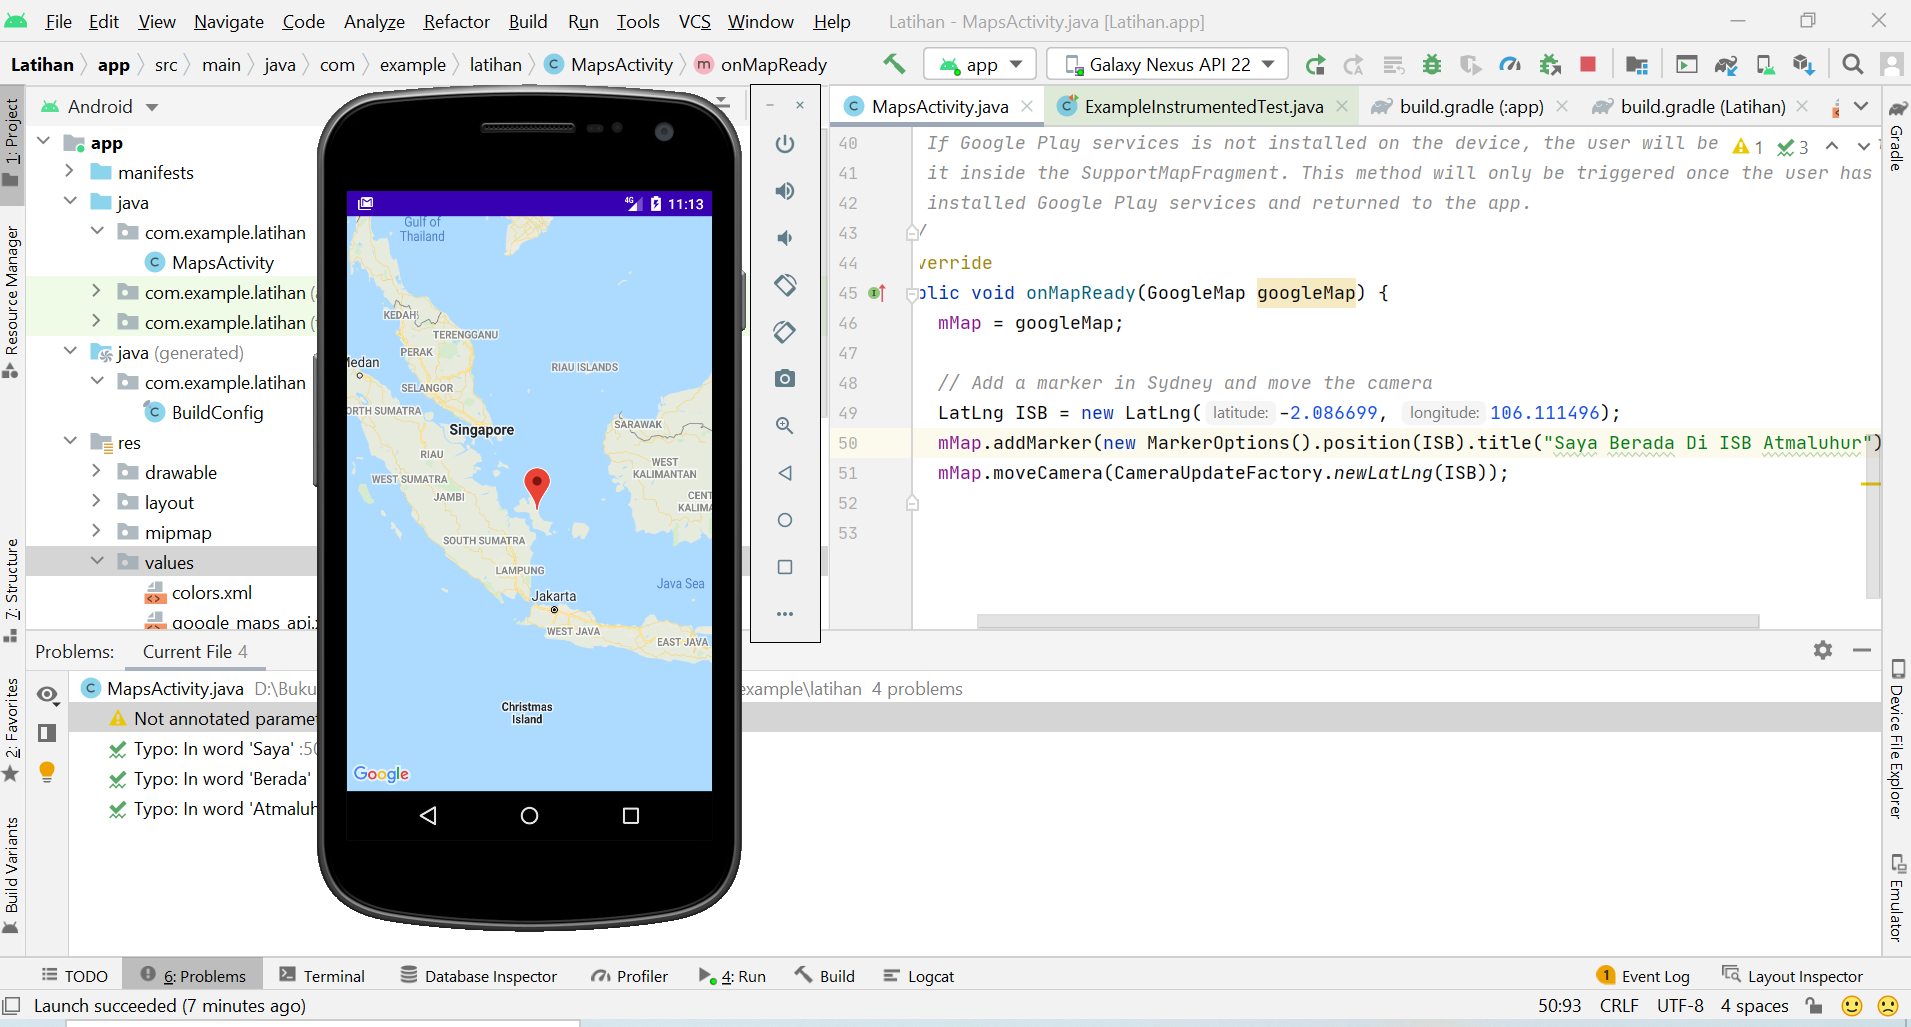 File Edit View Navigate Code Analyze Refactor Build Run Tools VCS Window Help Latihan - MapsActivity.java [Latihan.app]
Latihan app src main java com example latihan MapsActivity onMapReady app Galaxy Nexus API 22
1: Project
Resource Manager
7: Structure
2: Favorites
Build Variants
Android
app
manifests
java
com.example.latihan
MapsActivity
com.example.latihan
com.example.latihan
java (generated)
com.example.latihan
BuildConfig
res
drawable
layout
mipmap
values
colors.xml
google_maps_api.
4G 11:13
Gulf of
Thailand
KEDAH
TERENGGANU
PERAK
Medan
RIAU ISLANDS
SELANGOR
ORTH SUMATRA
SARAWAK
Singapore
RIAU
WEST
KALIMANTAN
WEST SUMATRA
JAMBI
CENT
KALIMA
SOUTH SUMATRA
LAMPUNG
Java Sea
Jakarta
WEST JAVA
EAST JAVA
Christmas
Island
Google
MapsActivity.java ExampleInstrumentedTest.java build.gradle (:app) build.gradle (Latihan)
1 3
40 If Google Play services is not installed on the device, the user will be
41 it inside the SupportMapFragment. This method will only be triggered once the user has
42 installed Google Play services and returned to the app.
43 /
44 verride
45 blic void onMapReady(GoogleMap googleMap) {
46 mMap = googleMap;
47
48 // Add a marker in Sydney and move the camera
49 LatLng ISB = new LatLng( latitude: -2.086699, longitude: 106.111496);
50 mMap.addMarker(new MarkerOptions().position(ISB).title("Saya Berada Di ISB Atmaluhur")
51 mMap.moveCamera(CameraUpdateFactory.newLatLng(ISB));
52
53
Gradle
Device File Explorer
Emulator
Problems: Current File 4
MapsActivity.java D:\Buku example\latihan 4 problems
Not annotated paramet
Typo: In word 'Saya' :50
Typo: In word 'Berada'
Typo: In word 'Atmaluh
TODO 6: Problems Terminal Database Inspector Profiler 4: Run Build Logcat 1 Event Log Layout Inspector
Launch succeeded (7 minutes ago) 50:93 CRLF UTF-8 4 spaces